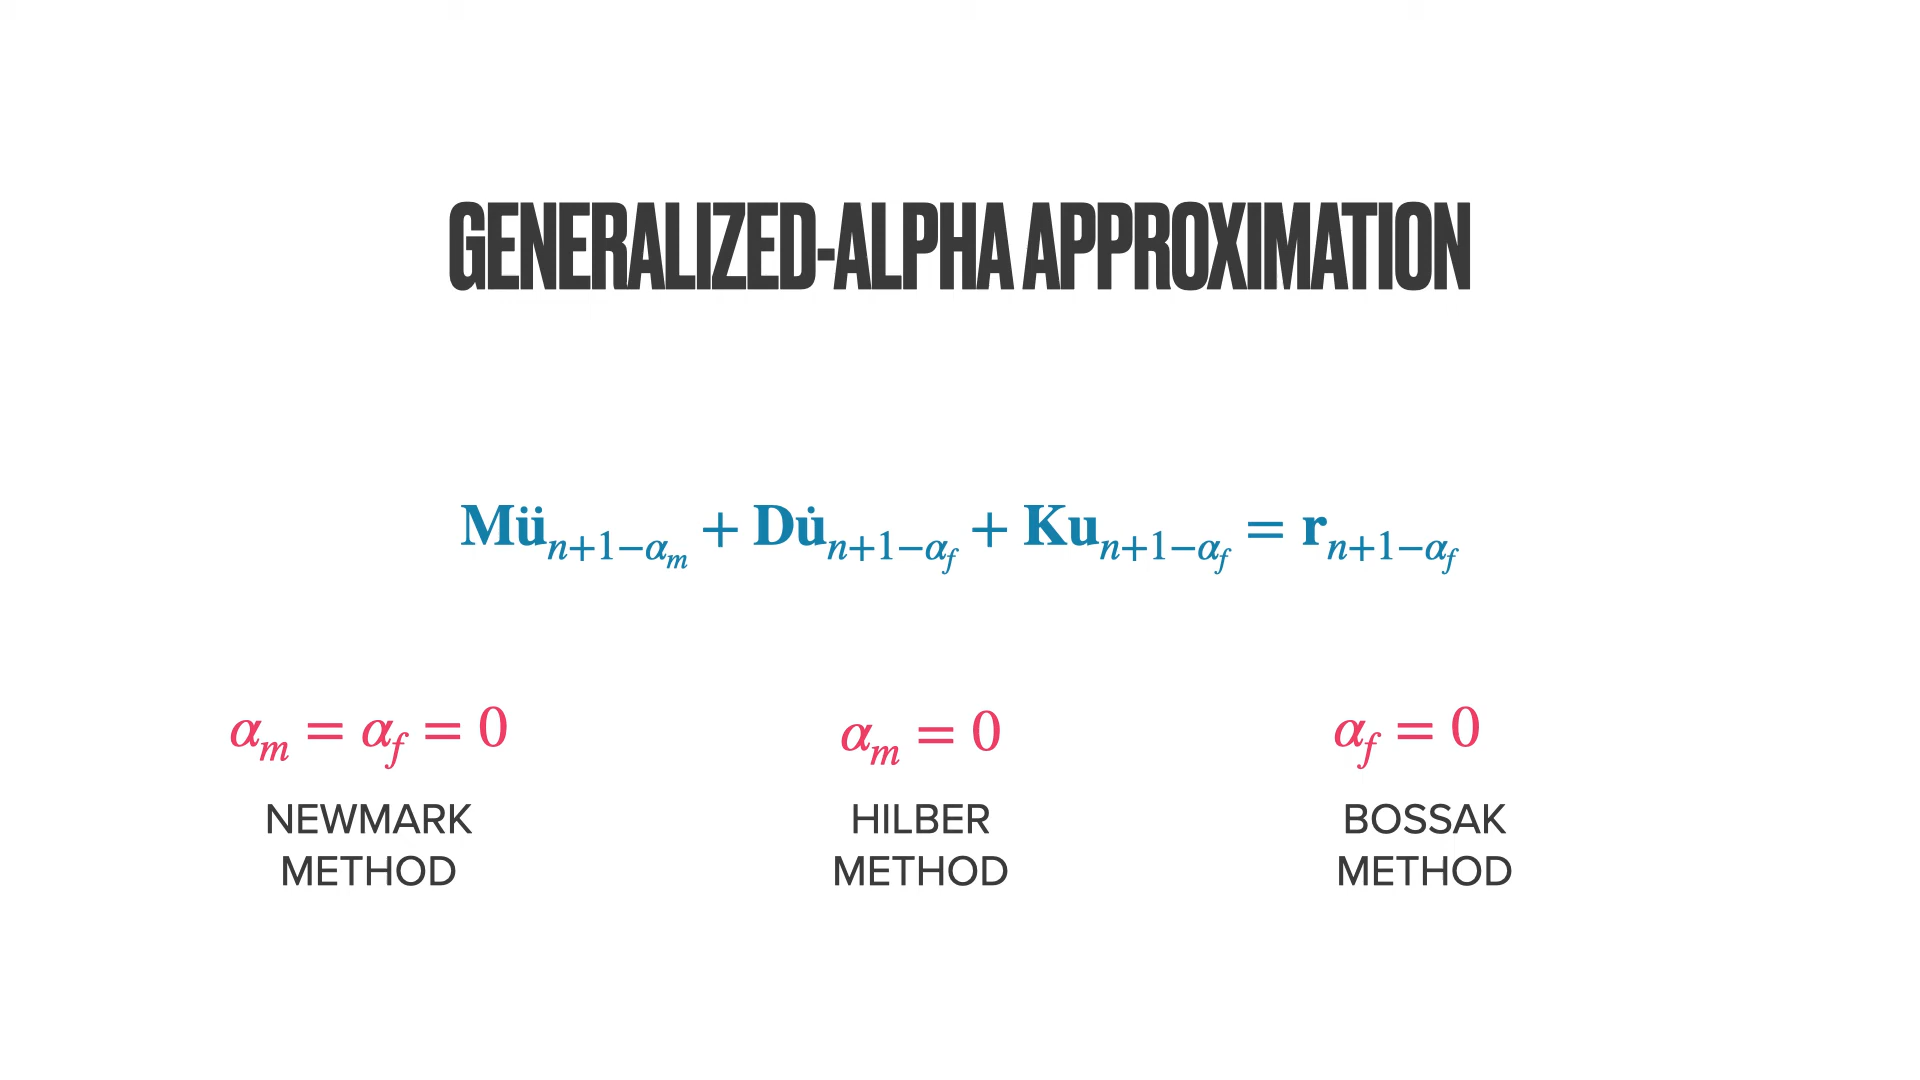 GENERALIZED-ALPHA APPROXIMATION
Mü_{n+1−α_m} + Du̇_{n+1−α_f} + Ku_{n+1−α_f} = r_{n+1−α_f}
α_m = α_f = 0
NEWMARK
METHOD
α_m = 0
HILBER
METHOD
α_f = 0
BOSSAK
METHOD